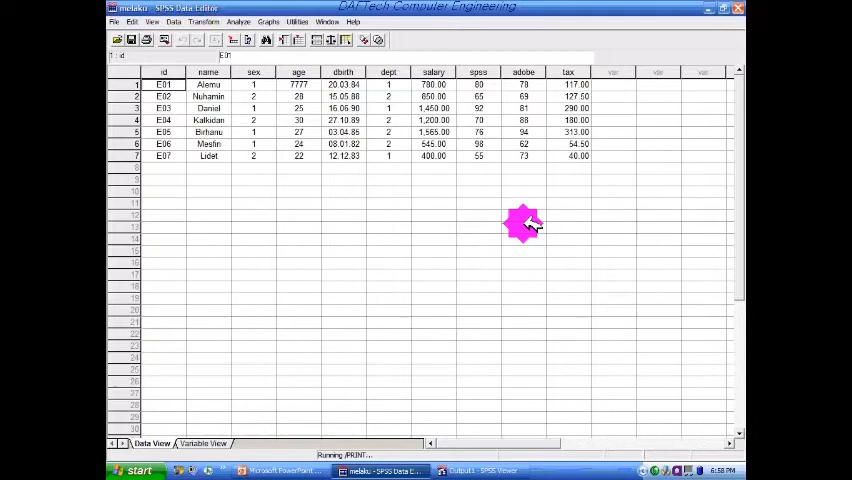 DAFTech Computer Engineering
melaku - SPSS Data Editor
File Edit View Data Transform Analyze Graphs Utilities Window Help
1 : id E01
id name sex age dbirth dept salary spss adobe tax var var var
1 E01 Alemu 1 7777 20.03.84 1 780.00 80 78 117.00
2 E02 Nuhamin 2 28 15.05.88 2 850.00 65 69 127.50
3 E03 Daniel 1 25 16.06.90 1 1,450.00 92 81 290.00
4 E04 Kalkidan 2 30 27.10.89 2 1,200.00 70 88 180.00
5 E05 Birhanu 1 27 03.04.85 2 1,565.00 76 94 313.00
6 E06 Mesfin 1 24 08.01.82 2 545.00 98 62 54.50
7 E07 Lidet 2 22 12.12.83 1 400.00 55 73 40.00
8
9
10
11
12
13
14
15
16
17
18
19
20
21
22
23
24
25
26
27
28
29
30
Data View Variable View
Running /PRINT...
start Microsoft PowerPoint ... melaku - SPSS Data E... Output1 - SPSS Viewer 6:58 PM